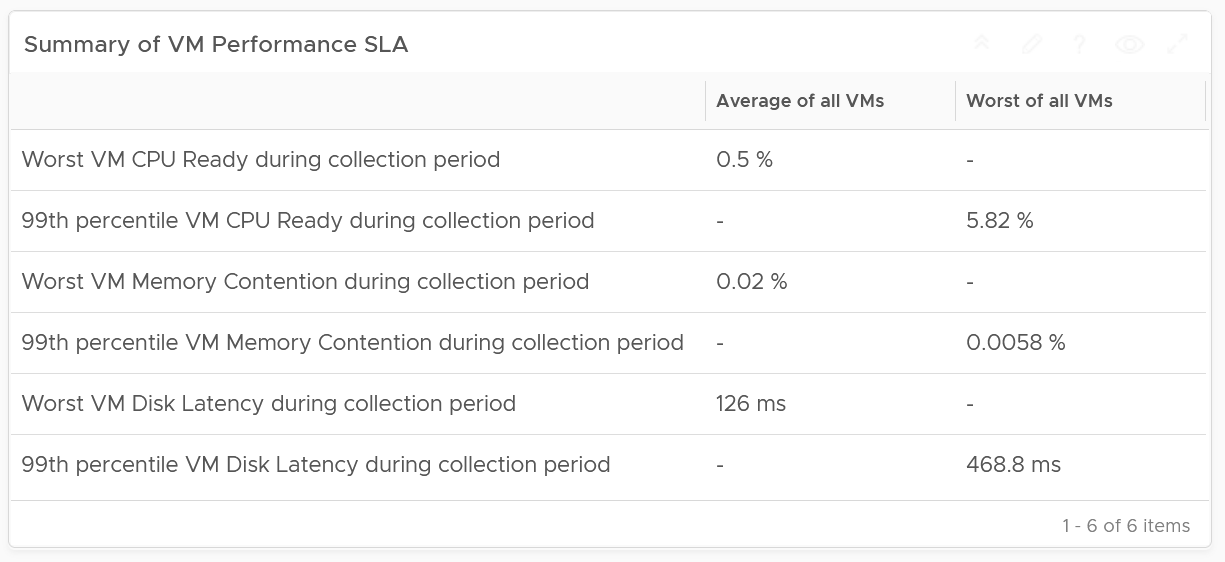 Summary of VM Performance SLA
?
Average of all VMs Worst of all VMs
Worst VM CPU Ready during collection period 0.5 % -
99th percentile VM CPU Ready during collection period - 5.82 %
Worst VM Memory Contention during collection period 0.02 % -
99th percentile VM Memory Contention during collection period - 0.0058 %
Worst VM Disk Latency during collection period 126 ms -
99th percentile VM Disk Latency during collection period - 468.8 ms
1 - 6 of 6 items